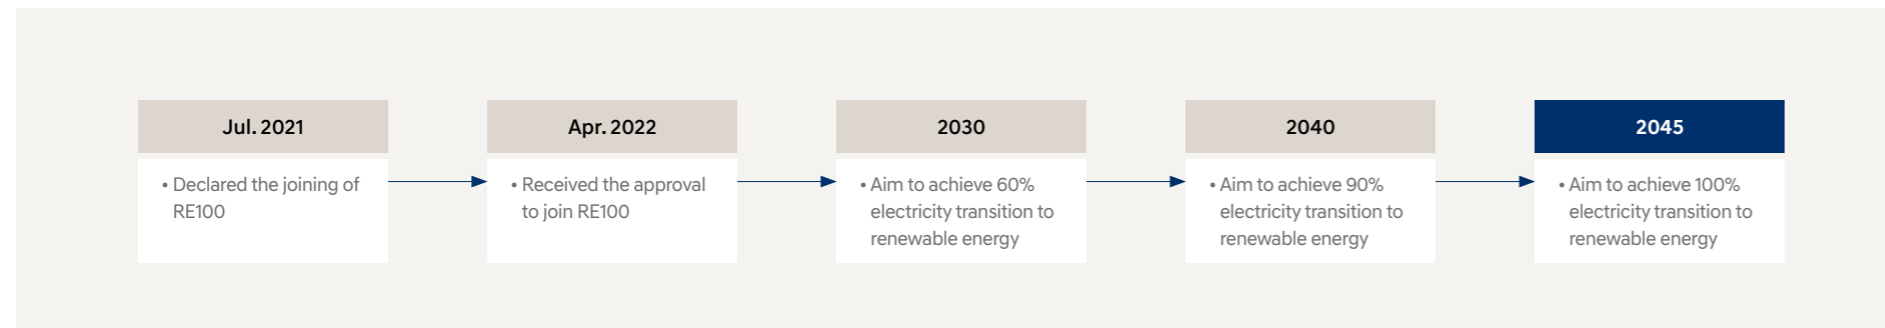 Jul. 2021
• Declared the joining of
RE100
Apr. 2022
• Received the approval
to join RE100
2030
• Aim to achieve 60%
electricity transition to
renewable energy
2040
• Aim to achieve 90%
electricity transition to
renewable energy
2045
• Aim to achieve 100%
electricity transition to
renewable energy